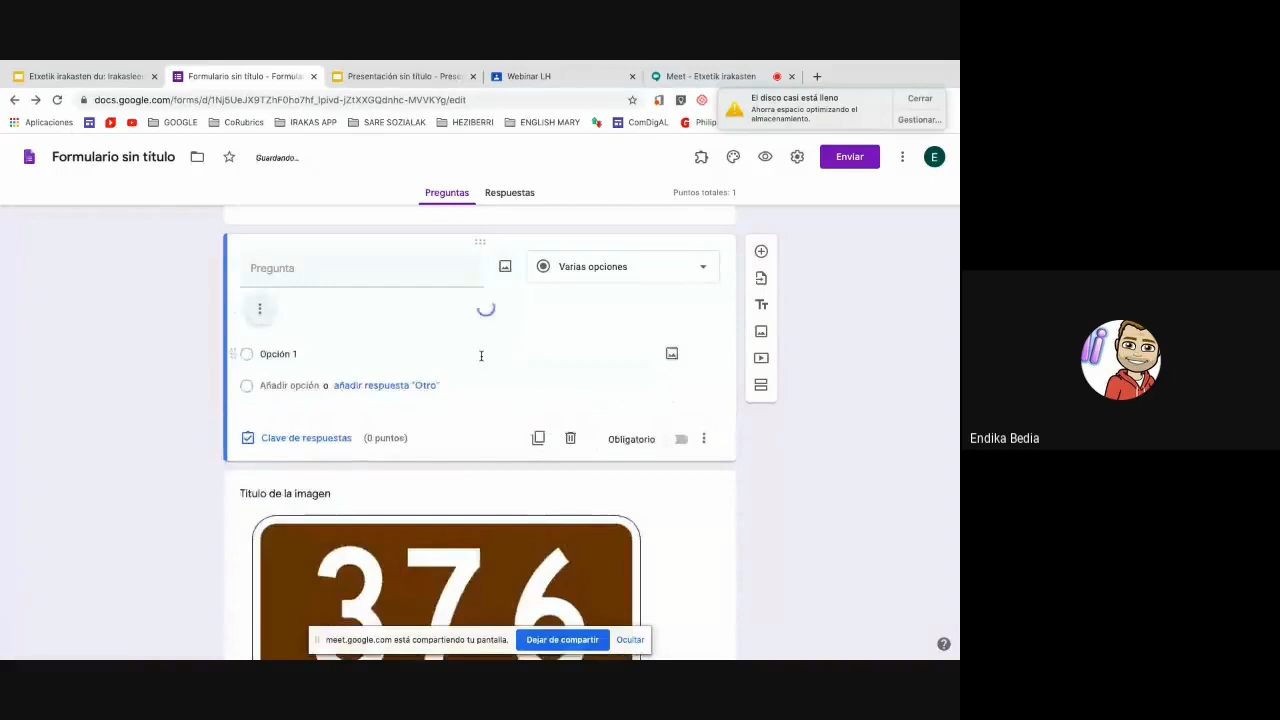 Etxetik irakasten du: Irakaslee
Formulario sin título - Formula
Presentación sin título - Prese
Webinar LH
Meet - Etxetik irakasten
docs.google.com/forms/d/1Nj5UeJX9TZhF0ho7hf_lpivd-jZtXXGQdnhc-MVVKYg/edit
El disco casi está lleno
Ahorra espacio optimizando el
almacenamiento.
Cerrar
Gestionar...
Aplicaciones
GOOGLE
CoRubrics
IRAKAS APP
SARE SOZIALAK
HEZIBERRI
ENGLISH MARY
ComDigAL
Philip
Formulario sin título
Guardando...
Enviar
E
Preguntas
Respuestas
Puntos totales: 1
Pregunta
Varias opciones
Opción 1
Añadir opción o añadir respuesta "Otro"
Clave de respuestas (0 puntos)
Obligatorio
Título de la imagen
376
meet.google.com está compartiendo tu pantalla.
Dejar de compartir
Ocultar
Endika Bedia